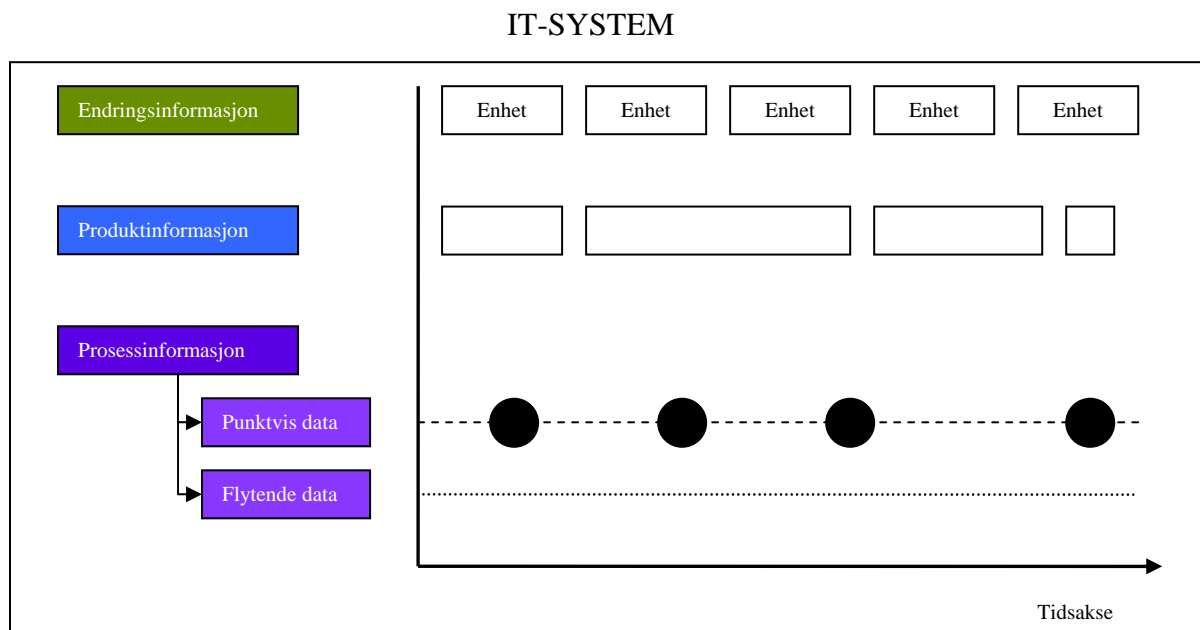 IT-SYSTEM
Endringsinformasjon
Enhet Enhet Enhet Enhet Enhet
Produktinformasjon
Prosessinformasjon
Punktvis data
Flytende data
Tidsakse